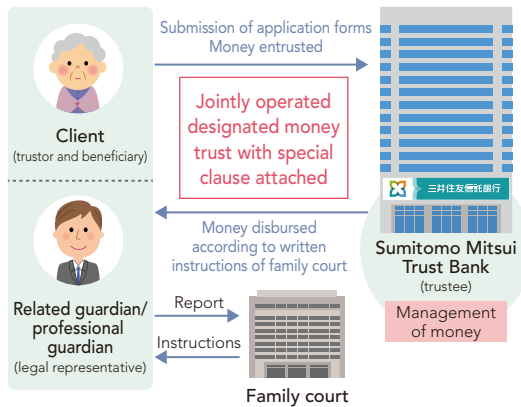 Submission of application forms
Money entrusted
Jointly operated
designated money
trust with special
clause attached
Client
(trustor and beneficiary)
三井住友信託銀行
Money disbursed
according to written
instructions of family court
Sumitomo Mitsui
Trust Bank
(trustee)
Management
of money
Related guardian/
professional
guardian
(legal representative)
Report
Instructions
Family court